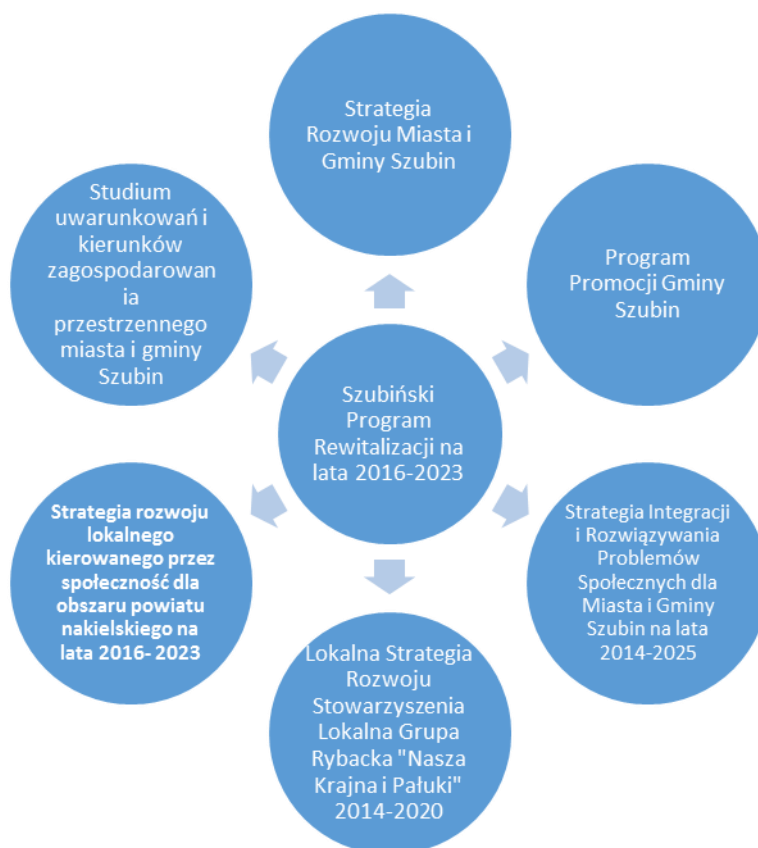 Strategia
Rozwoju Miasta i
Gminy Szubin
Studium
uwarunkowań i
kierunków
zagospodarowan
ia
przestrzennego
miasta i gminy
Szubin
Program
Promocji Gminy
Szubin
Szubiński
Program
Rewitalizacji na
lata 2016-2023
Strategia rozwoju
lokalnego
kierowanego przez
społeczność dla
obszaru powiatu
nakielskiego na
lata 2016- 2023
Strategia Integracji
i Rozwiązywania
Problemów
Społecznych dla
Miasta i Gminy
Szubin na lata
2014-2025
Lokalna Strategia
Rozwoju
Stowarzyszenia
Lokalna Grupa
Rybacka "Nasza
Krajna i Pałuki"
2014-2020